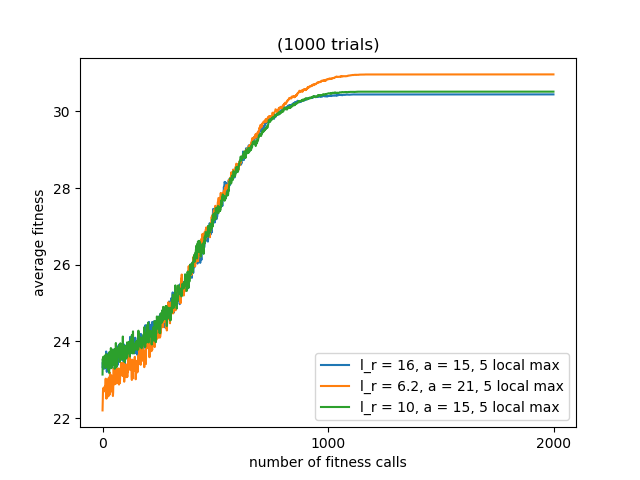 (1000 trials)
average fitness
30
28
26
24
22
l_r = 16, a = 15, 5 local max
l_r = 6.2, a = 21, 5 local max
l_r = 10, a = 15, 5 local max
0 1000 2000
number of fitness calls